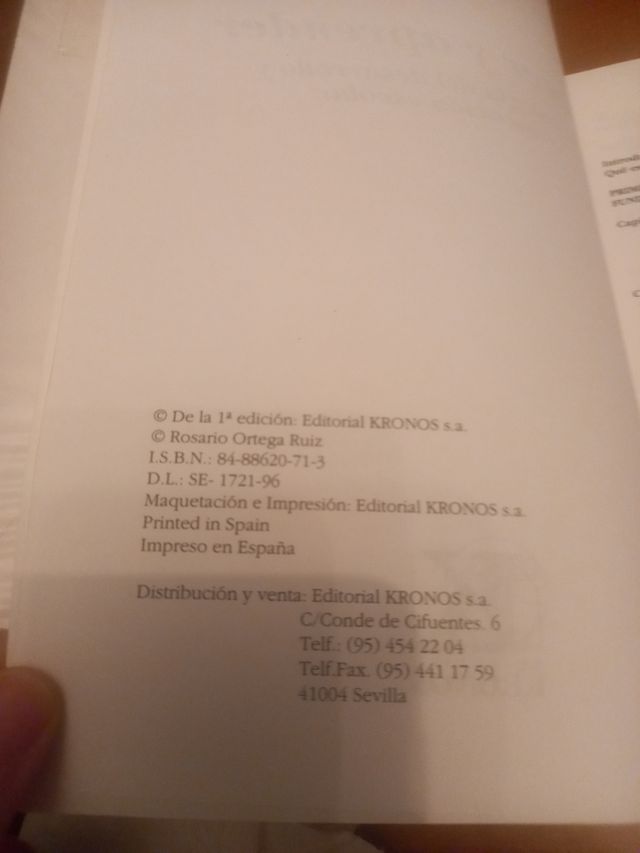 © De la 1ª edición: Editorial KRONOS s.a.
© Rosario Ortega Ruiz
I.S.B.N.: 84-88620-71-3
D.L.: SE- 1721-96
Maquetación e Impresión: Editorial KRONOS s.a.
Printed in Spain
Impreso en España
Distribución y venta: Editorial KRONOS s.a.
C/Conde de Cifuentes. 6
Telf.: (95) 454 22 04
Telf.Fax. (95) 441 17 59
41004 Sevilla